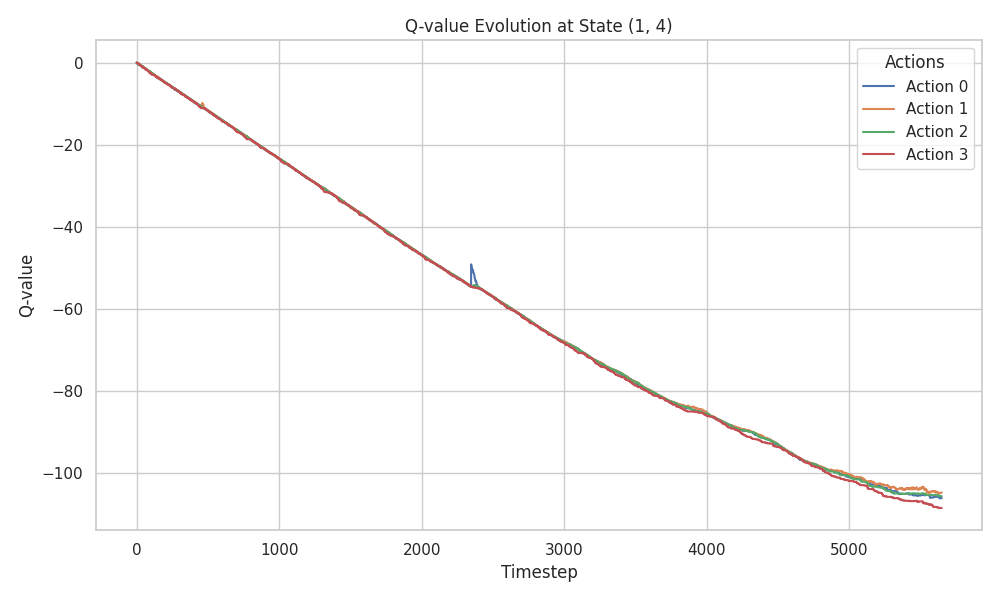 Q-value Evolution at State (1, 4)
Actions
Action 0
Action 1
Action 2
Action 3
Q-value
0
−20
−40
−60
−80
−100
0
1000
2000
3000
4000
5000
Timestep